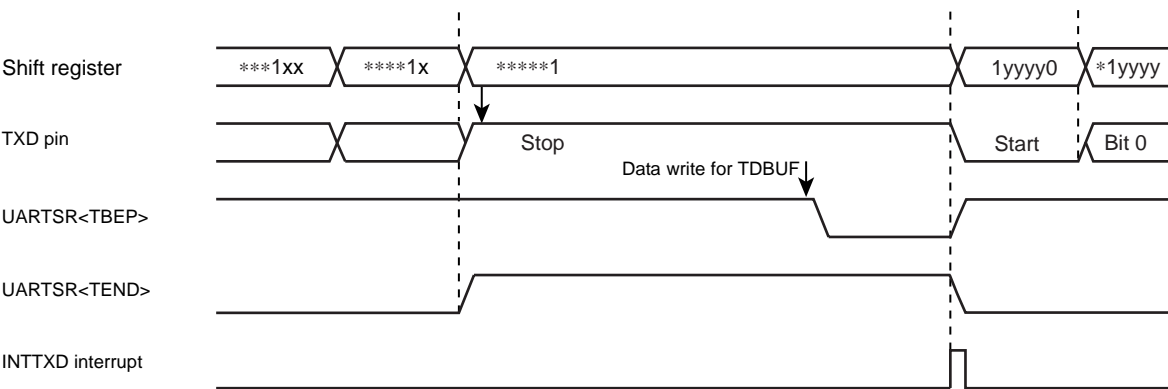 Shift register ***1xx ****1x *****1 1yyyy0 *1yyyy
TXD pin Stop Start Bit 0
Data write for TDBUF
UARTSR<TBEP>
UARTSR<TEND>
INTTXD interrupt